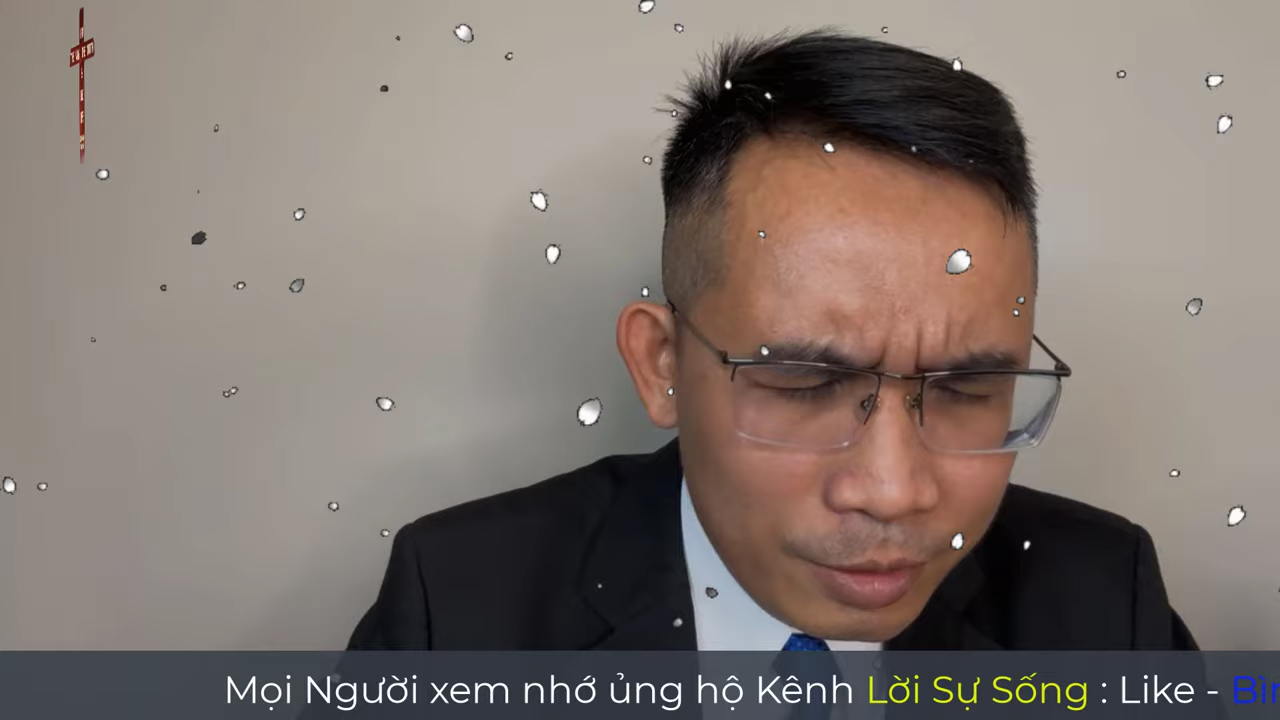 Mọi Người xem nhớ ủng hộ Kênh Lời Sự Sống : Like -